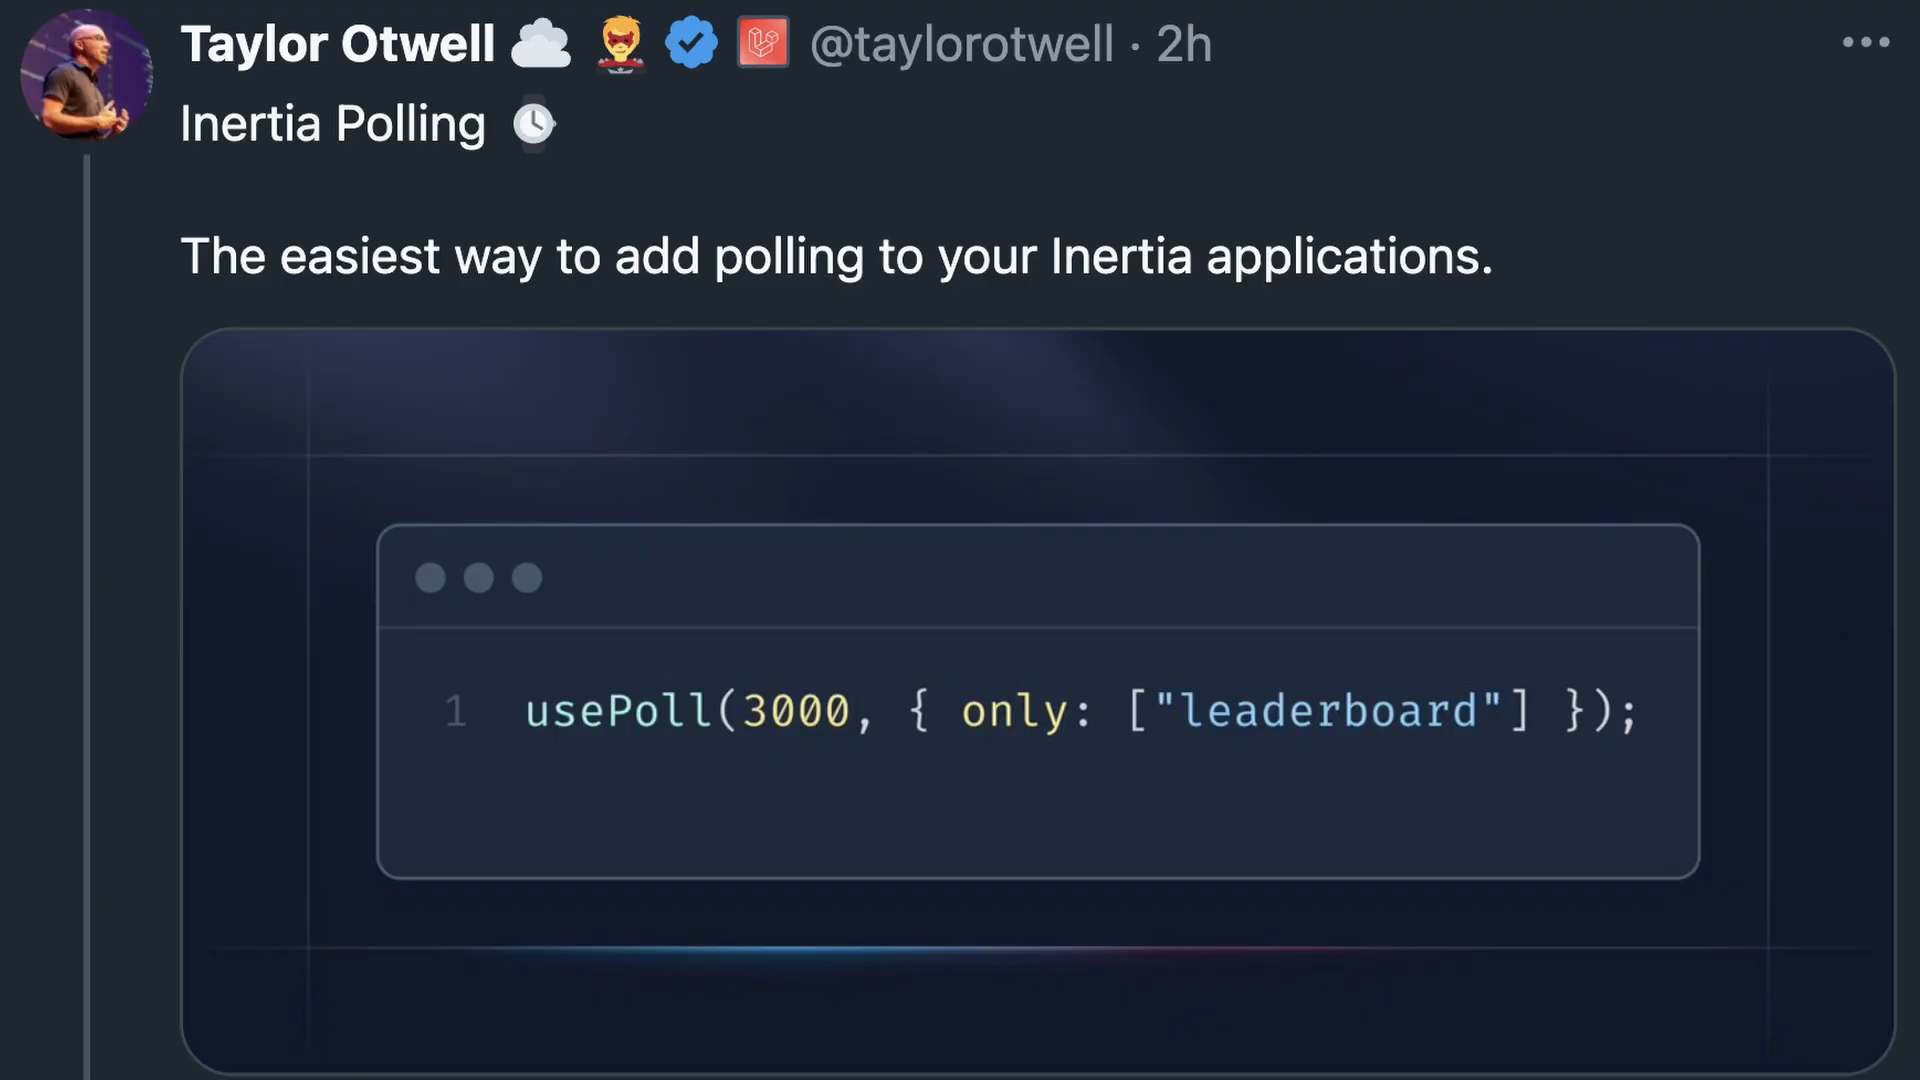 Taylor Otwell @taylorotwell · 2h
Inertia Polling
The easiest way to add polling to your Inertia applications.
1 usePoll(3000, { only: ["leaderboard"] });